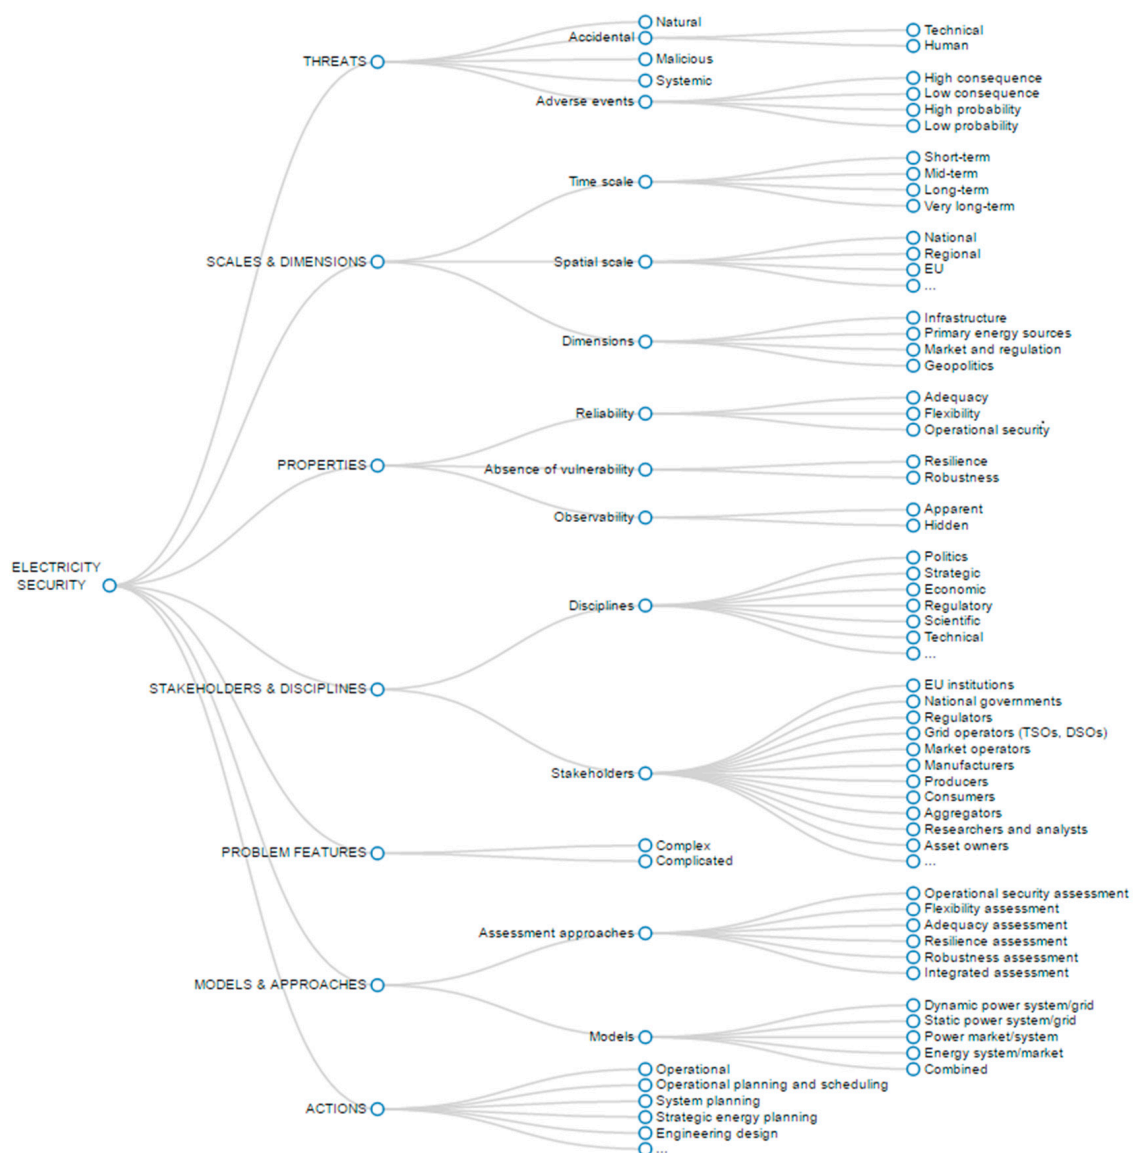 ELECTRICITY
SECURITY
THREATS
Natural
Accidental
Technical
Human
Malicious
Systemic
Adverse events
High consequence
Low consequence
High probability
Low probability
SCALES & DIMENSIONS
Time scale
Short-term
Mid-term
Long-term
Very long-term
Spatial scale
National
Regional
EU
...
Dimensions
Infrastructure
Primary energy sources
Market and regulation
Geopolitics
PROPERTIES
Reliability
Adequacy
Flexibility
Operational security
Absence of vulnerability
Resilience
Robustness
Observability
Apparent
Hidden
STAKEHOLDERS & DISCIPLINES
Disciplines
Politics
Strategic
Economic
Regulatory
Scientific
Technical
...
Stakeholders
EU institutions
National governments
Regulators
Grid operators (TSOs, DSOs)
Market operators
Manufacturers
Producers
Consumers
Aggregators
Researchers and analysts
Asset owners
...
PROBLEM FEATURES
Complex
Complicated
MODELS & APPROACHES
Assessment approaches
Operational security assessment
Flexibility assessment
Adequacy assessment
Resilience assessment
Robustness assessment
Integrated assessment
Models
Dynamic power system/grid
Static power system/grid
Power market/system
Energy system/market
Combined
ACTIONS
Operational
Operational planning and scheduling
System planning
Strategic energy planning
Engineering design
...